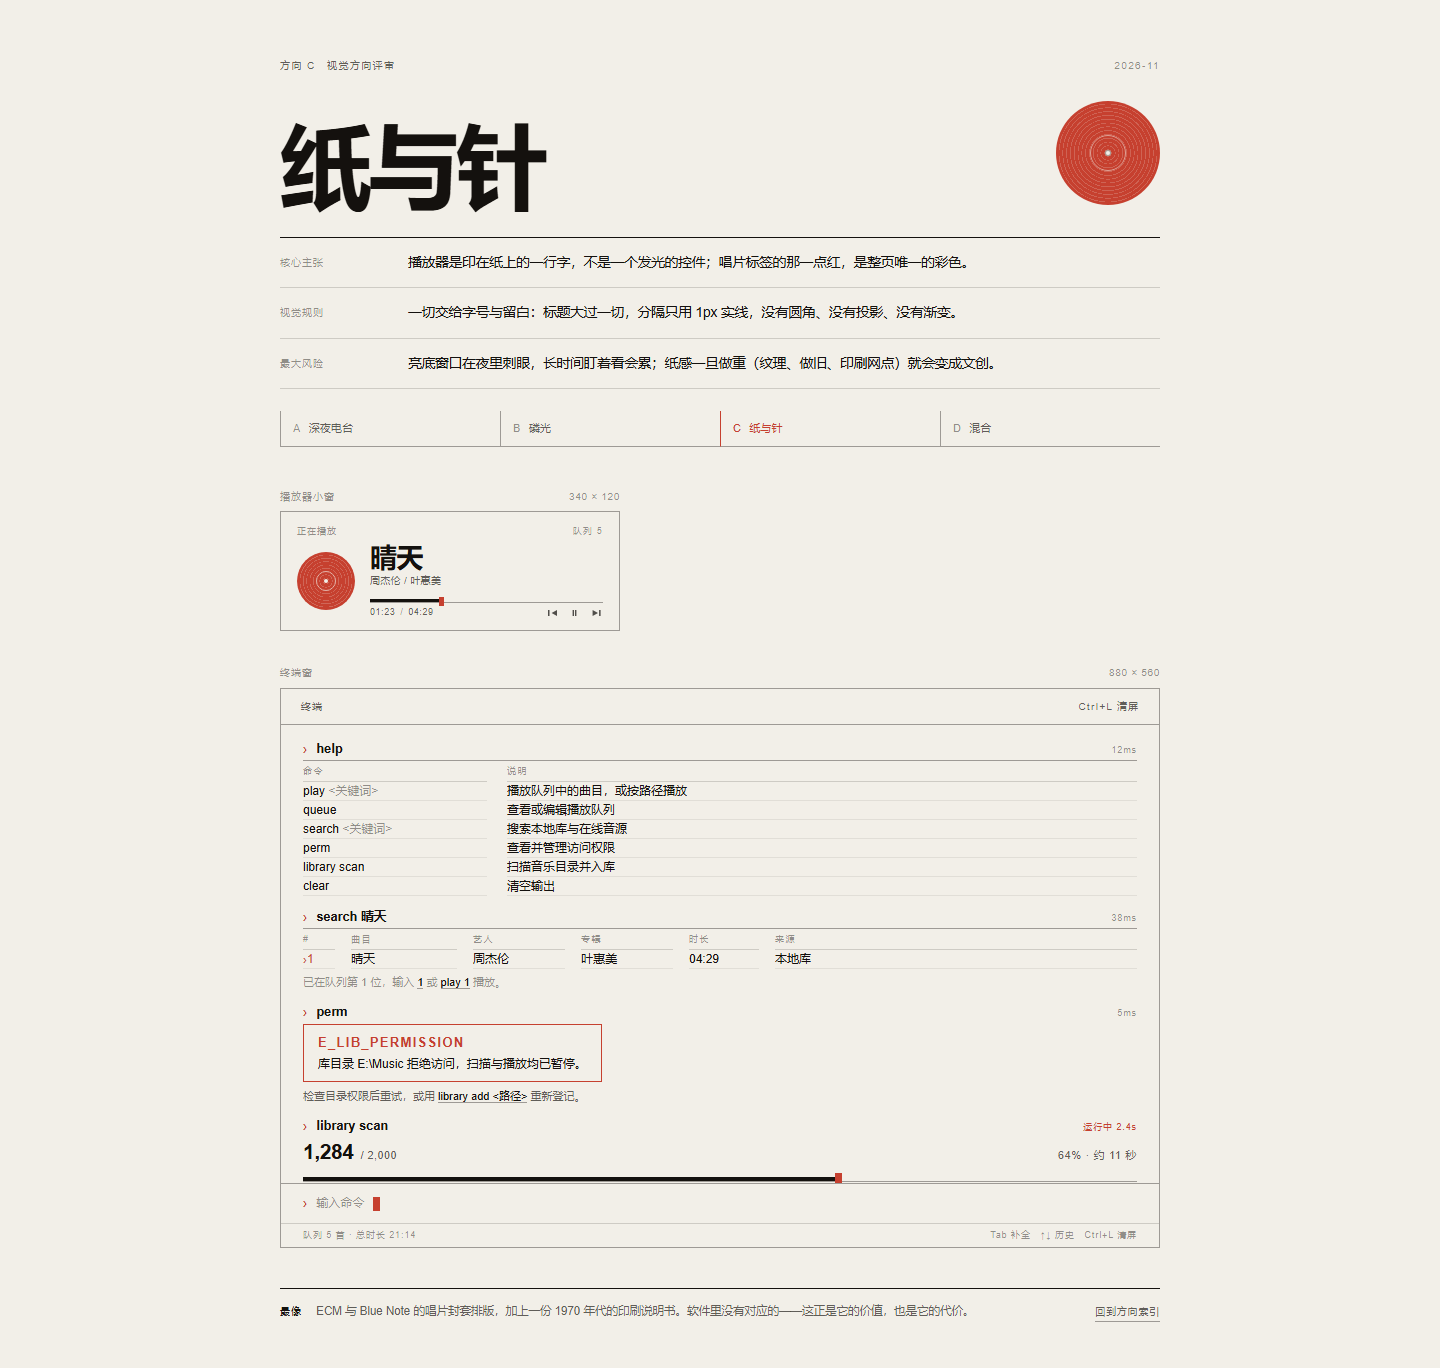 方向 C 视觉方向评审 2026-11
纸与针
核心主张 播放器是印在纸上的一行字，不是一个发光的控件；唱片标签的那一点红，是整页唯一的彩色。
视觉规则 一切交给字号与留白：标题大过一切，分隔只用 1px 实线，没有圆角、没有投影、没有渐变。
最大风险 亮底窗口在夜里刺眼，长时间盯着看会累；纸感一旦做重（纹理、做旧、印刷网点）就会变成文创。
A 深夜电台 B 磷光 C 纸与针 D 混合
播放器小窗 340 × 120
正在播放 队列 5
晴天
周杰伦 / 叶惠美
01:23 / 04:29
终端窗 880 × 560
终端 Ctrl+L 清屏
› help 12ms
命令 说明
play <关键词> 播放队列中的曲目，或按路径播放
queue 查看或编辑播放队列
search <关键词> 搜索本地库与在线音源
perm 查看并管理访问权限
library scan 扫描音乐目录并入库
clear 清空输出
› search 晴天 38ms
# 曲目 艺人 专辑 时长 来源
›1 晴天 周杰伦 叶惠美 04:29 本地库
已在队列第 1 位，输入 1 或 play 1 播放。
› perm 5ms
E_LIB_PERMISSION
库目录 E:\Music 拒绝访问，扫描与播放均已暂停。
检查目录权限后重试，或用 library add <路径> 重新登记。
› library scan 运行中 2.4s
1,284 / 2,000 64% · 约 11 秒
› 输入命令
队列 5 首 · 总时长 21:14 Tab 补全 ↑↓ 历史 Ctrl+L 清屏
最像 ECM 与 Blue Note 的唱片封套排版，加上一份 1970 年代的印刷说明书。软件里没有对应的——这正是它的价值，也是它的代价。 回到方向索引